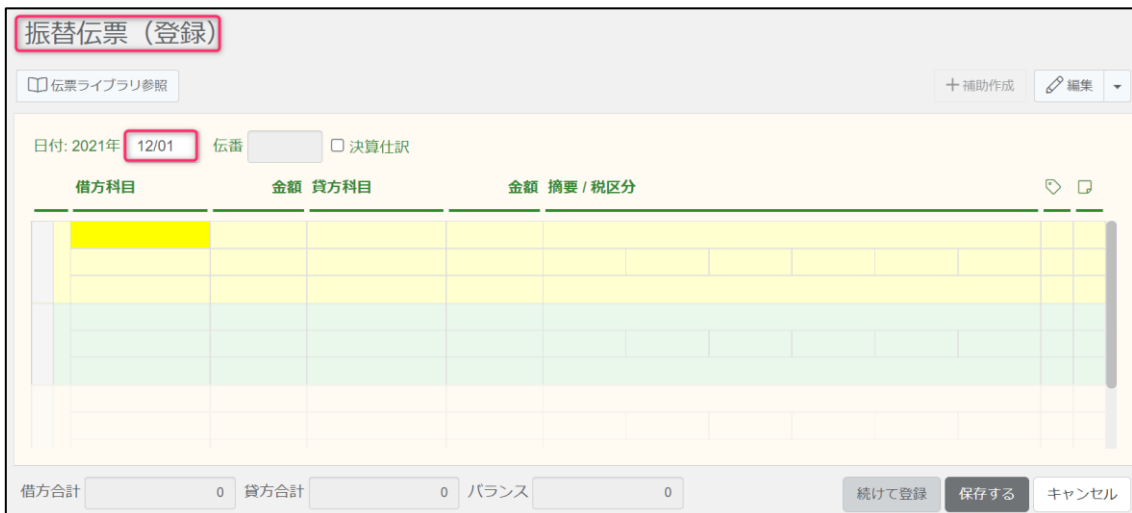 振替伝票（登録）
伝票ライブラリ参照 ＋補助作成 編集
日付: 2021年 12/01 伝番 決算仕訳
借方科目 金額 貸方科目 金額 摘要 / 税区分
借方合計 0 貸方合計 0 バランス 0 続けて登録 保存する キャンセル